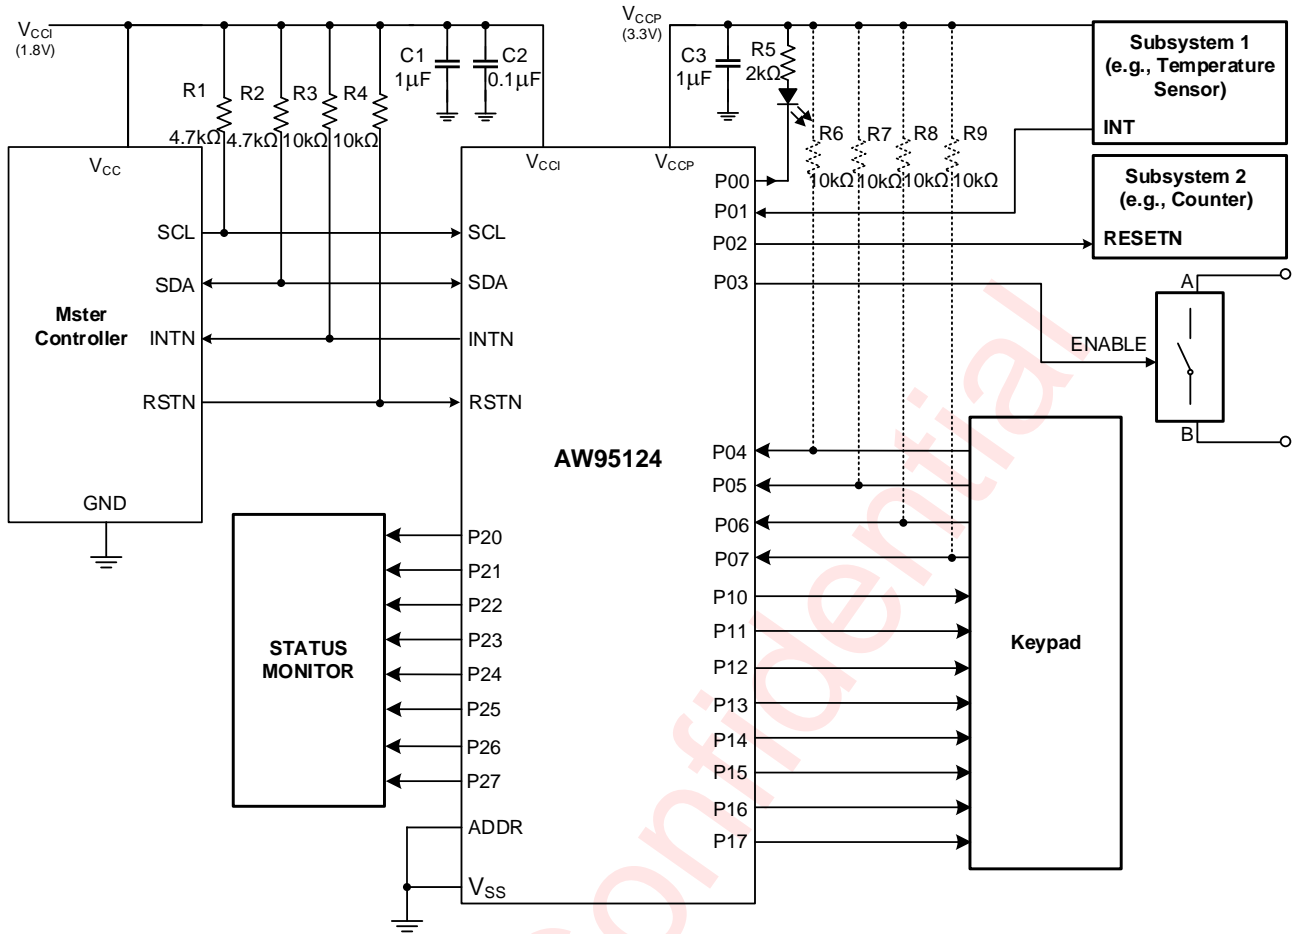 VCCI
(1.8V)
VCCP
(3.3V)
C1
1μF
C2
0.1μF
C3
1μF
R5
2kΩ
Subsystem 1
(e.g., Temperature
Sensor)
INT
R1
4.7kΩ
R2
4.7kΩ
R3
10kΩ
R4
10kΩ
R6
10kΩ
R7
10kΩ
R8
10kΩ
R9
10kΩ
Subsystem 2
(e.g., Counter)
RESETN
VCC
SCL
SDA
INTN
RSTN
Mster
Controller
GND
VCCI
VCCP
SCL
SDA
INTN
RSTN
AW95124
P00
P01
P02
P03
P04
P05
P06
P07
P10
P11
P12
P13
P14
P15
P16
P17
P20
P21
P22
P23
P24
P25
P26
P27
ADDR
VSS
STATUS
MONITOR
Keypad
A
ENABLE
B
Confidential